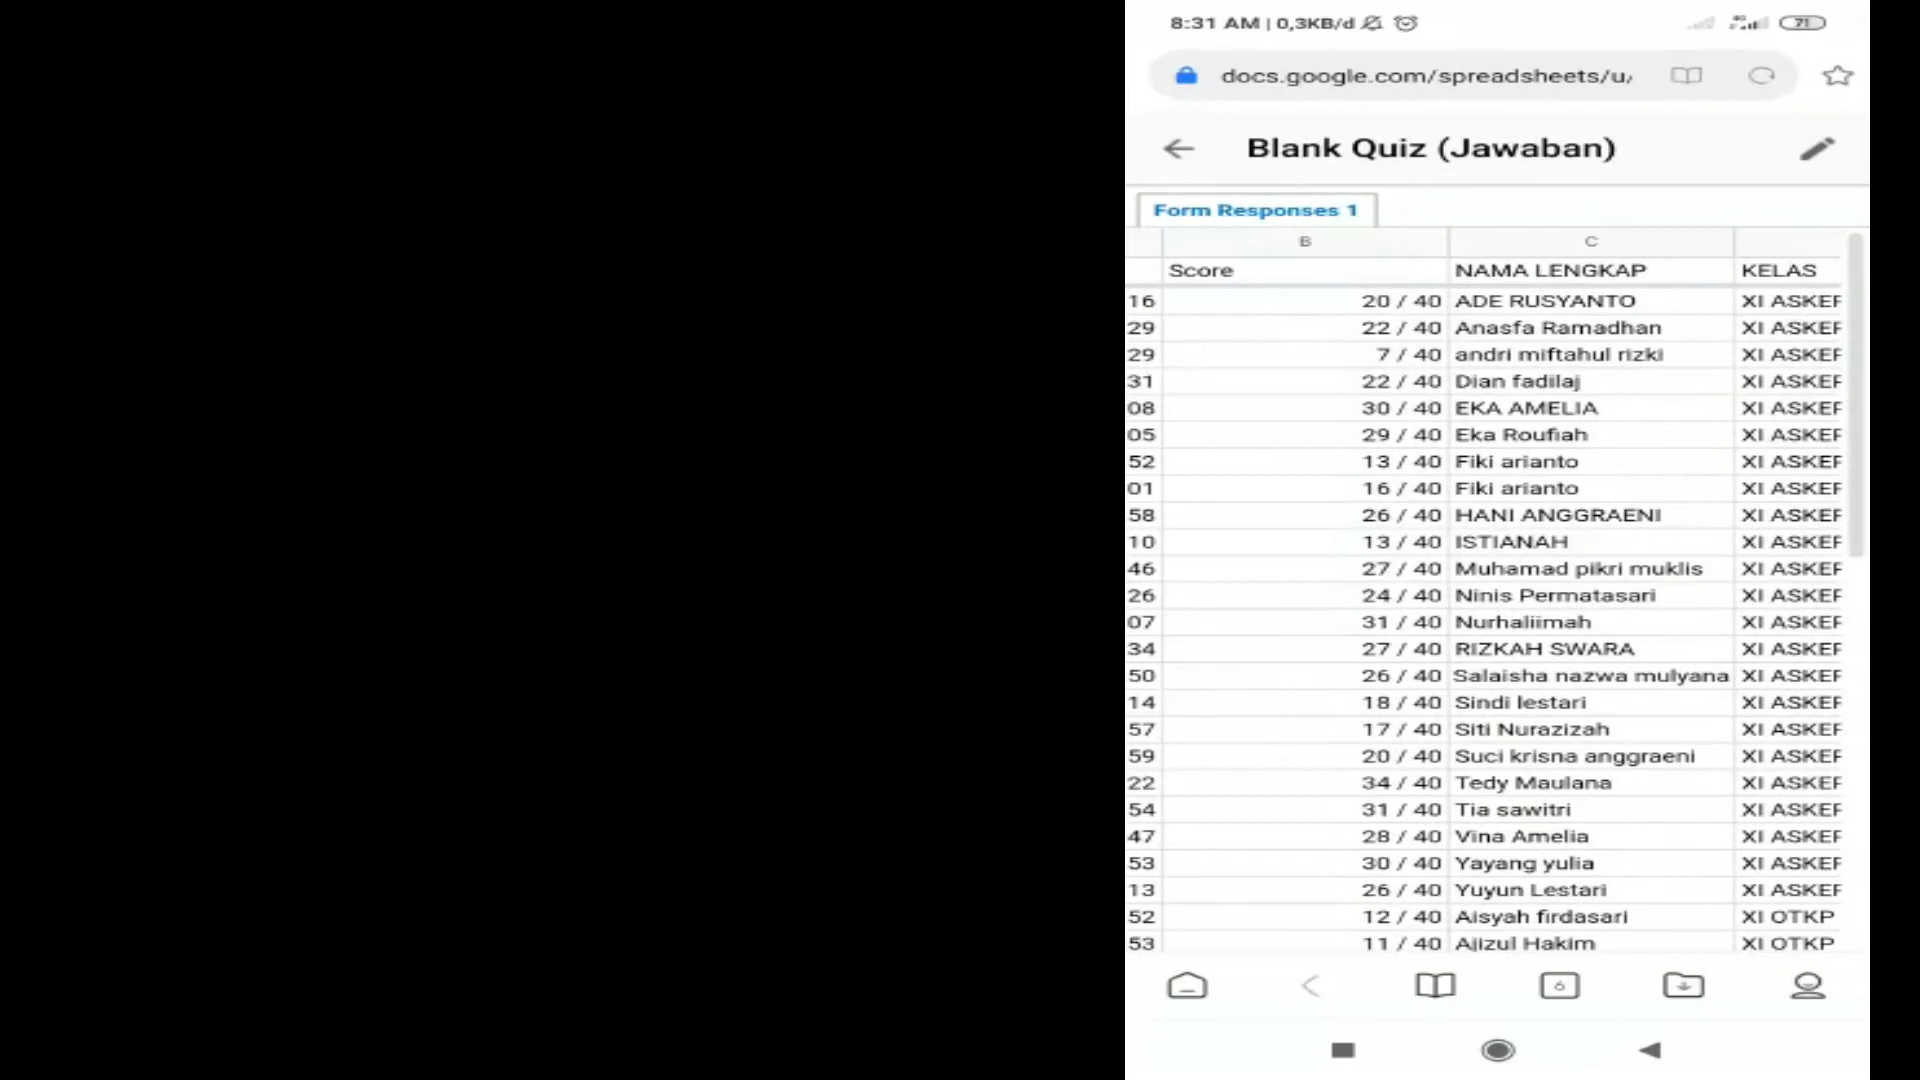 8:31 AM | 0,3KB/d
71
docs.google.com/spreadsheets/u/
Blank Quiz (Jawaban)
Form Responses 1
B C
Score NAMA LENGKAP KELAS
16 20 / 40 ADE RUSYANTO XI ASKEP
29 22 / 40 Anasfa Ramadhan XI ASKEP
29 7 / 40 andri miftahul rizki XI ASKEP
31 22 / 40 Dian fadilaj XI ASKEP
08 30 / 40 EKA AMELIA XI ASKEP
05 29 / 40 Eka Roufiah XI ASKEP
52 13 / 40 Fiki arianto XI ASKEP
01 16 / 40 Fiki arianto XI ASKEP
58 26 / 40 HANI ANGGRAENI XI ASKEP
10 13 / 40 ISTIANAH XI ASKEP
46 27 / 40 Muhamad pikri muklis XI ASKEP
26 24 / 40 Ninis Permatasari XI ASKEP
07 31 / 40 Nurhaliimah XI ASKEP
34 27 / 40 RIZKAH SWARA XI ASKEP
50 26 / 40 Salaisha nazwa mulyana XI ASKEP
14 18 / 40 Sindi lestari XI ASKEP
57 17 / 40 Siti Nurazizah XI ASKEP
59 20 / 40 Suci krisna anggraeni XI ASKEP
22 34 / 40 Tedy Maulana XI ASKEP
54 31 / 40 Tia sawitri XI ASKEP
47 28 / 40 Vina Amelia XI ASKEP
53 30 / 40 Yayang yulia XI ASKEP
13 26 / 40 Yuyun Lestari XI ASKEP
52 12 / 40 Aisyah firdasari XI OTKP
53 11 / 40 Ajizul Hakim XI OTKP
6